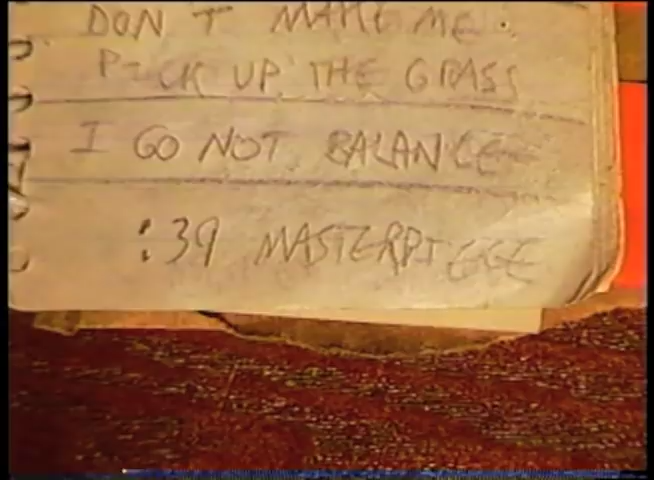 DON'T MAKE ME.
PICK UP THE GRASS
I GO NOT BALANCE
:39 MASTERPIECE